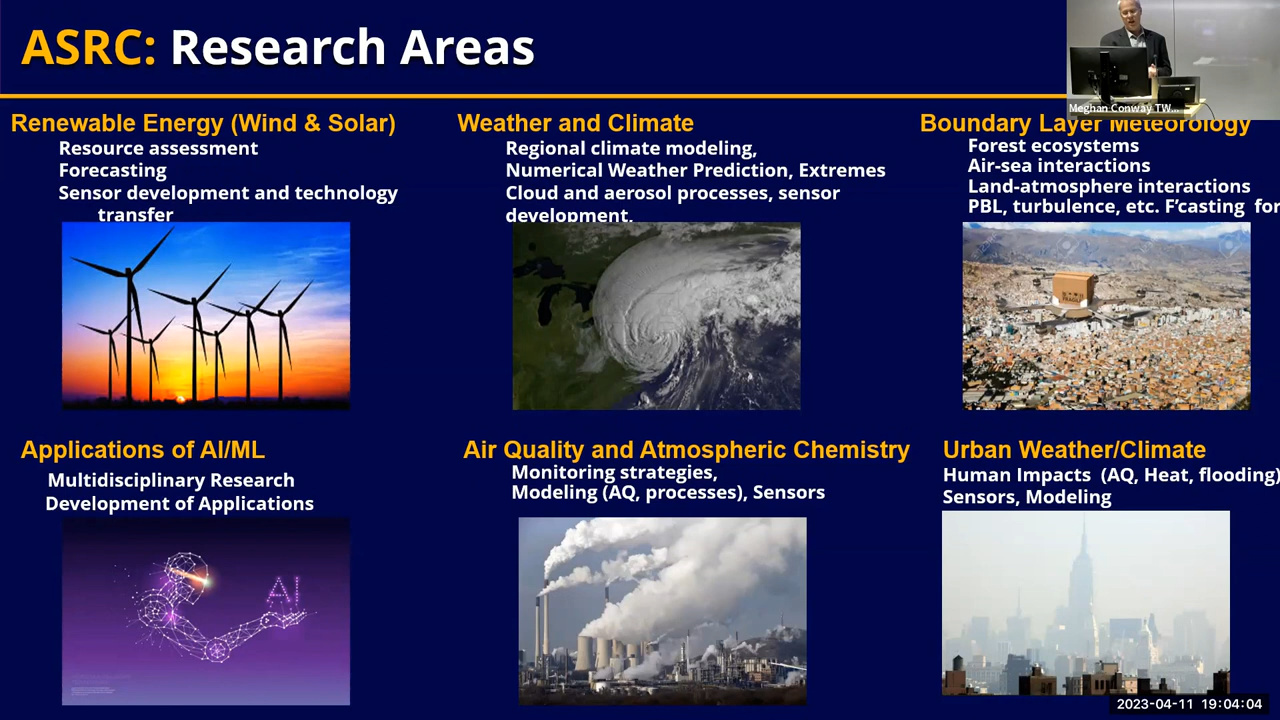 ASRC: Research Areas
Meghan Conway TW...
Renewable Energy (Wind & Solar)
Resource assessment
Forecasting
Sensor development and technology
transfer
Weather and Climate
Regional climate modeling,
Numerical Weather Prediction, Extremes
Cloud and aerosol processes, sensor
development,
Boundary Layer Meteorology
Forest ecosystems
Air-sea interactions
Land-atmosphere interactions
PBL, turbulence, etc. F'casting for
Applications of AI/ML
Multidisciplinary Research
Development of Applications
AI
Air Quality and Atmospheric Chemistry
Monitoring strategies,
Modeling (AQ, processes), Sensors
Urban Weather/Climate
Human Impacts (AQ, Heat, flooding)
Sensors, Modeling
2023-04-11 19:04:04